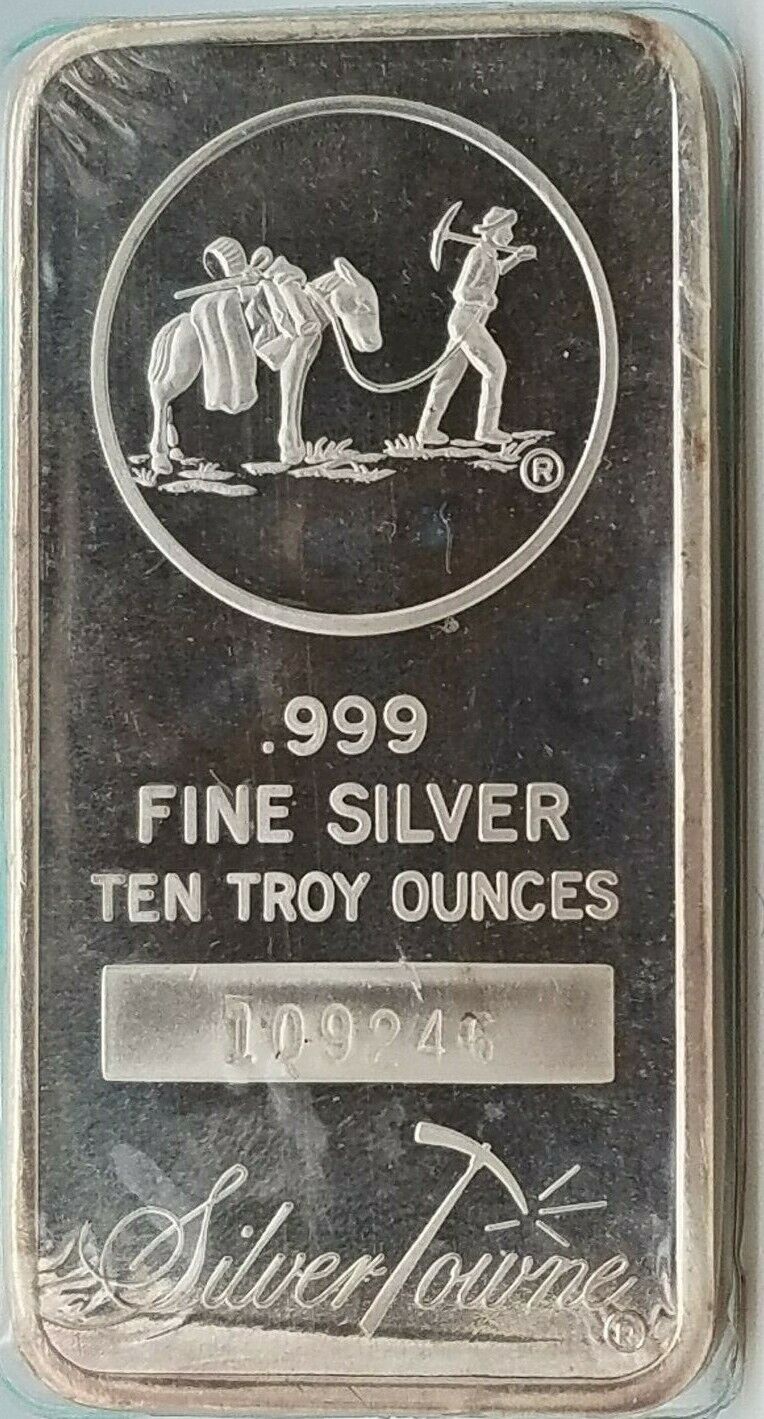 ®
.999
FINE SILVER
TEN TROY OUNCES
109246
SilverTowne
®